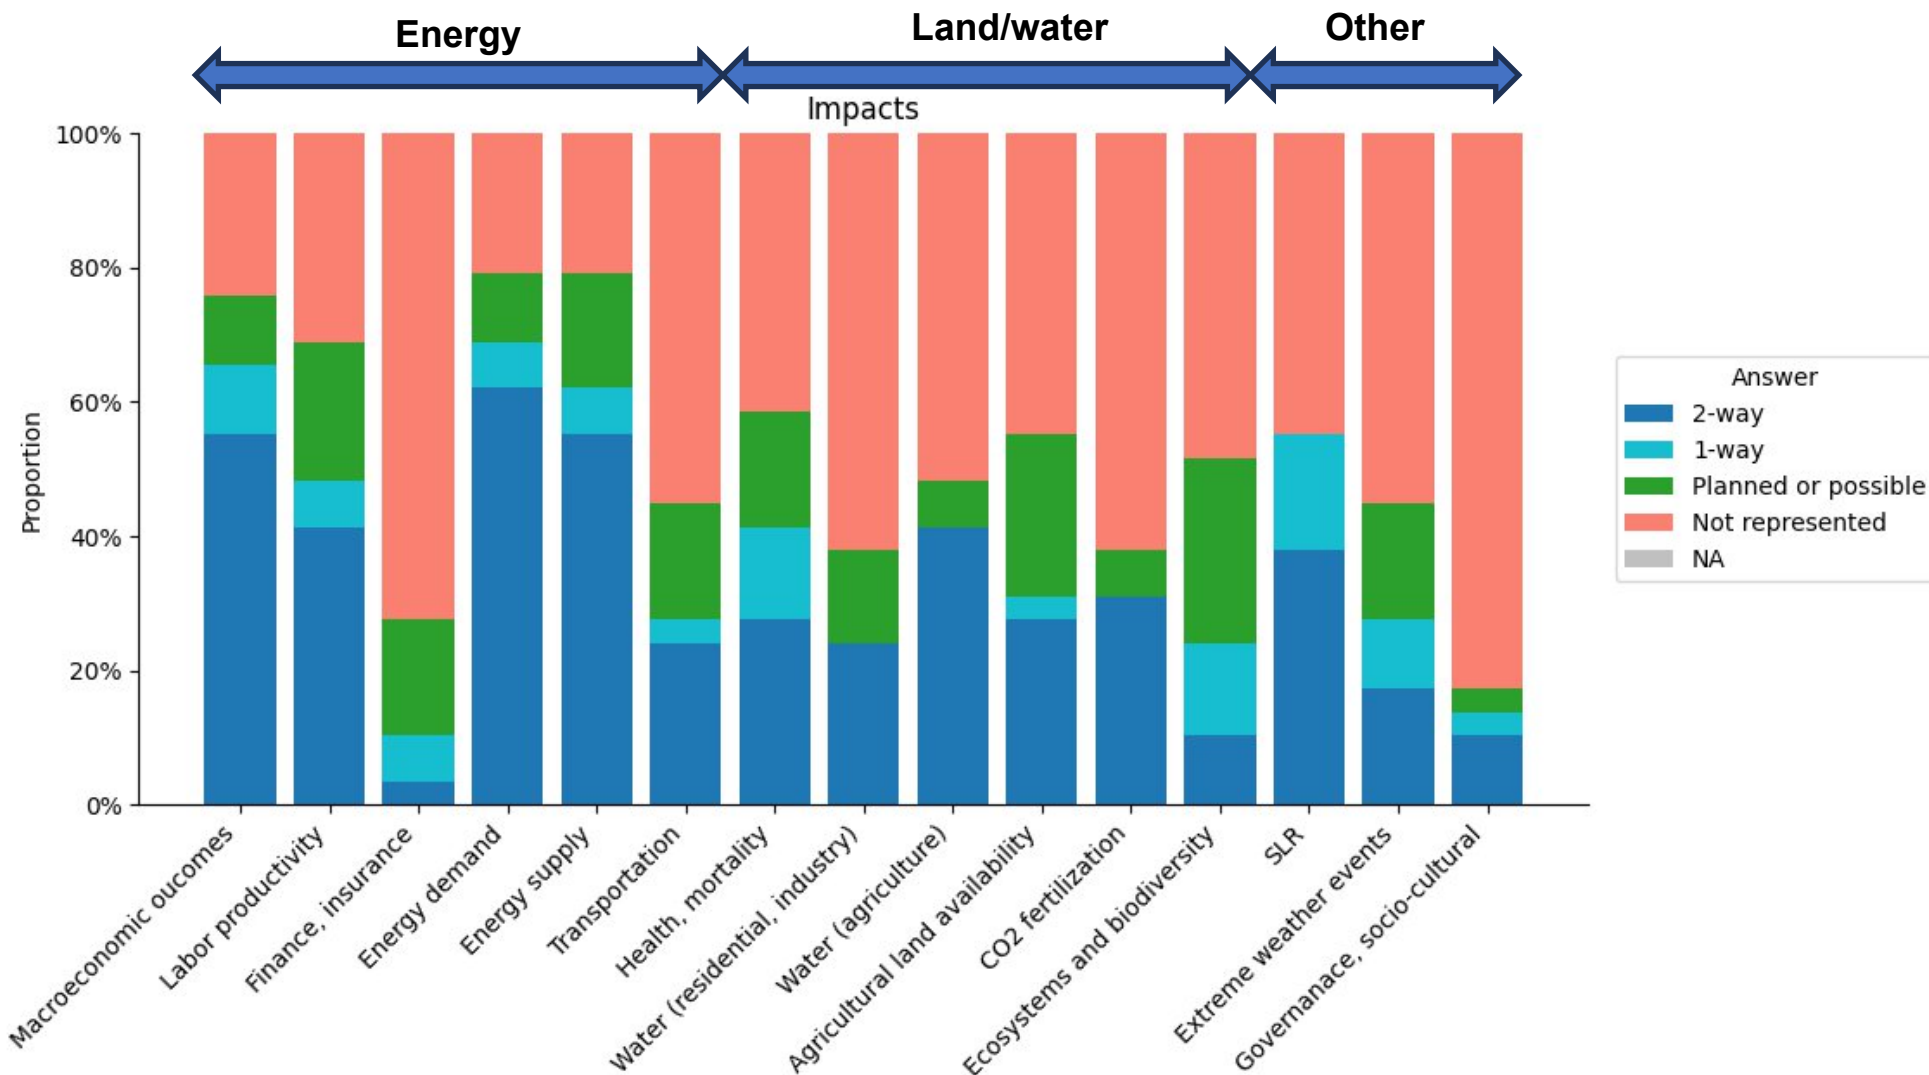 Energy
Land/water
Other
Impacts
100%
80%
60%
40%
20%
0%
Proportion
Macroeconomic oucomes
Labor productivity
Finance, insurance
Energy demand
Energy supply
Transportation
Health, mortality
Water (residential, industry)
Water (agriculture)
Agricultural land availability
CO2 fertilization
Ecosystems and biodiversity
SLR
Extreme weather events
Governanace, socio-cultural
Answer
2-way
1-way
Planned or possible
Not represented
NA